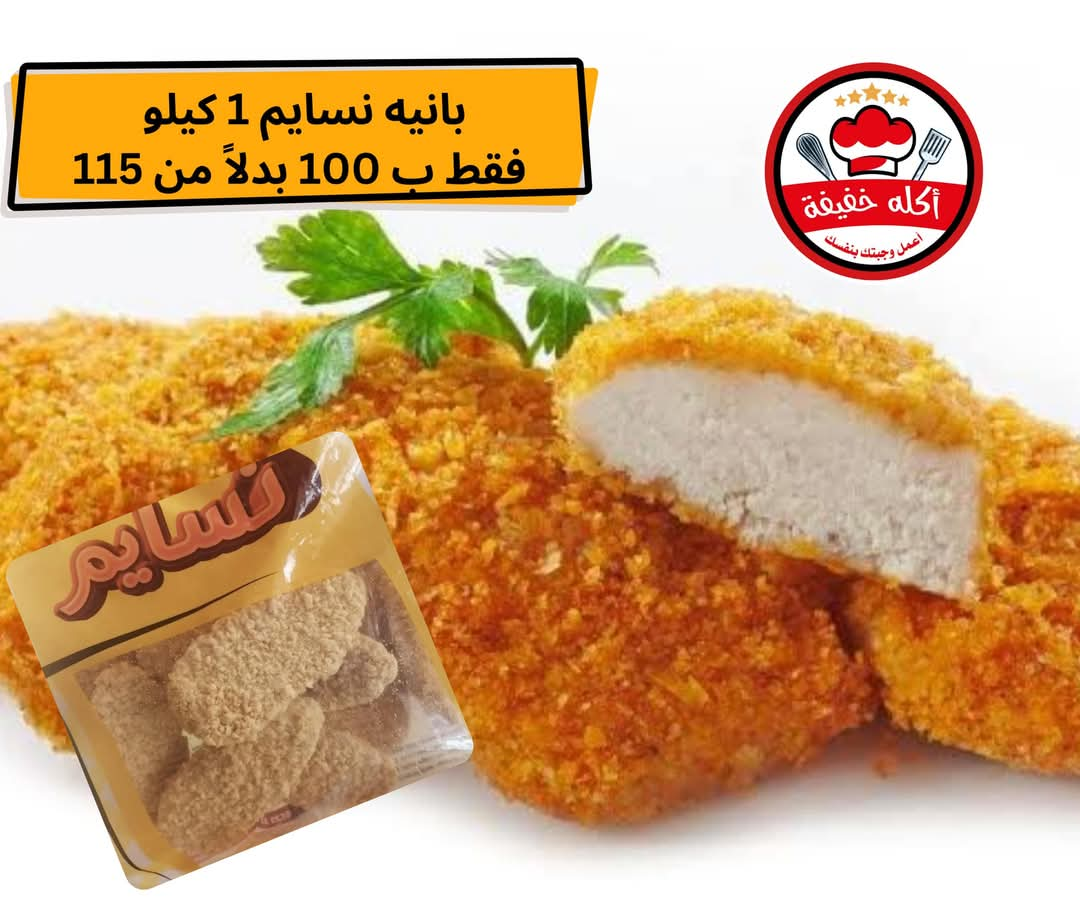 بانيه نسايم 1 كيلو
فقط ب 100 بدلاً من 115
أكله خفيفة
اعمل وجبتك بنفسك
نسايم